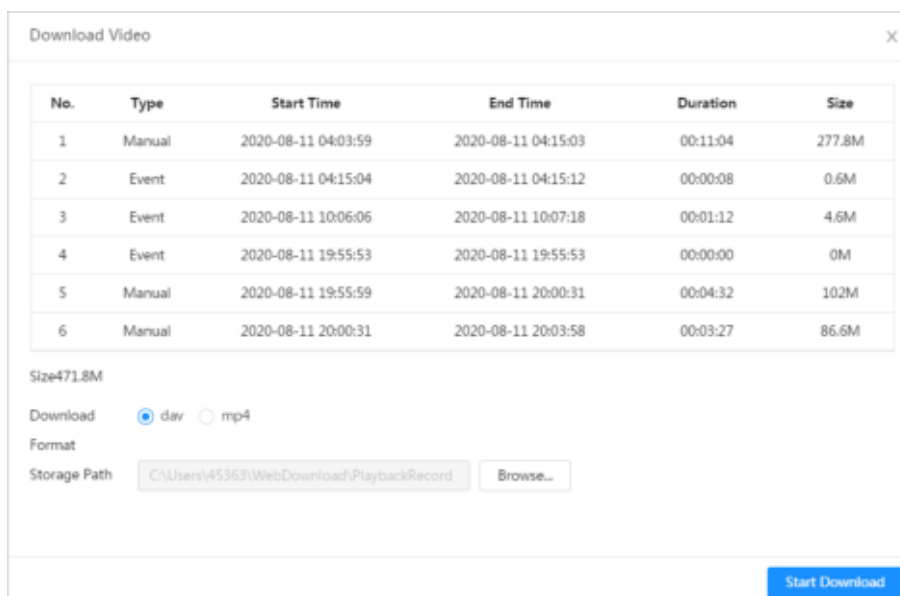 Download Video
No. Type Start Time End Time Duration Size
1 Manual 2020-08-11 04:03:59 2020-08-11 04:15:03 00:11:04 277.8M
2 Event 2020-08-11 04:15:04 2020-08-11 04:15:12 00:00:08 0.6M
3 Event 2020-08-11 10:06:06 2020-08-11 10:07:18 00:01:12 4.6M
4 Event 2020-08-11 19:55:53 2020-08-11 19:55:53 00:00:00 0M
5 Manual 2020-08-11 19:55:59 2020-08-11 20:00:31 00:04:32 102M
6 Manual 2020-08-11 20:00:31 2020-08-11 20:03:58 00:03:27 86.6M
Size471.8M
Download dav mp4
Format
Storage Path C:\Users\45363\WebDownload\PlaybackRecord Browse...
Start Download